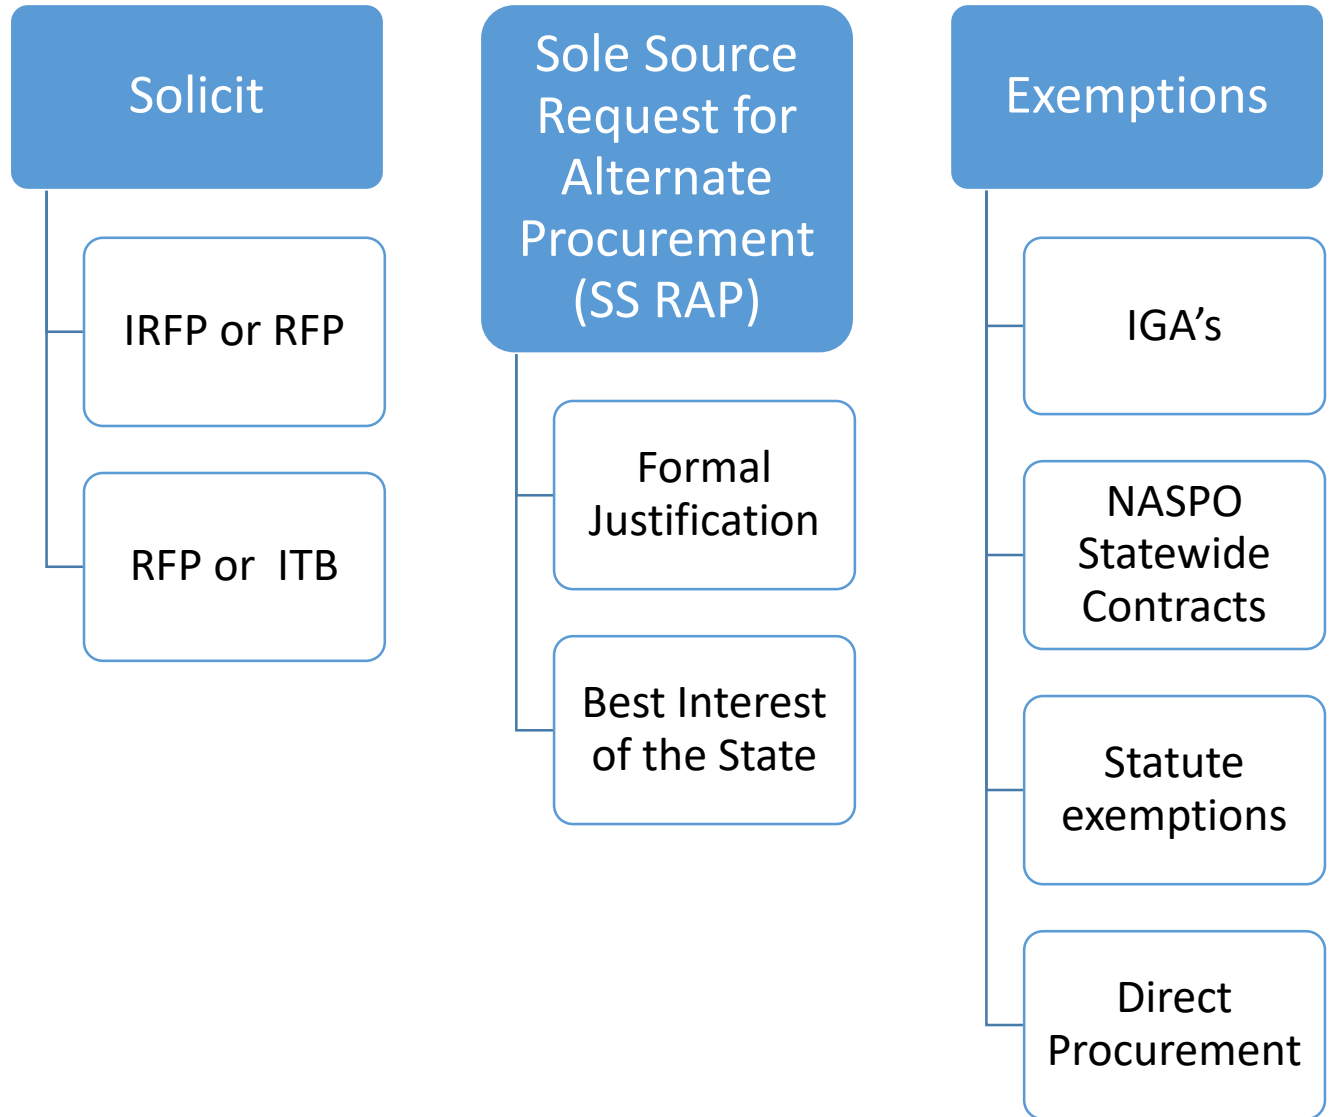 Solicit
IRFP or RFP
RFP or ITB
Sole Source
Request for
Alternate
Procurement
(SS RAP)
Formal
Justification
Best Interest
of the State
Exemptions
IGA’s
NASPO
Statewide
Contracts
Statute
exemptions
Direct
Procurement